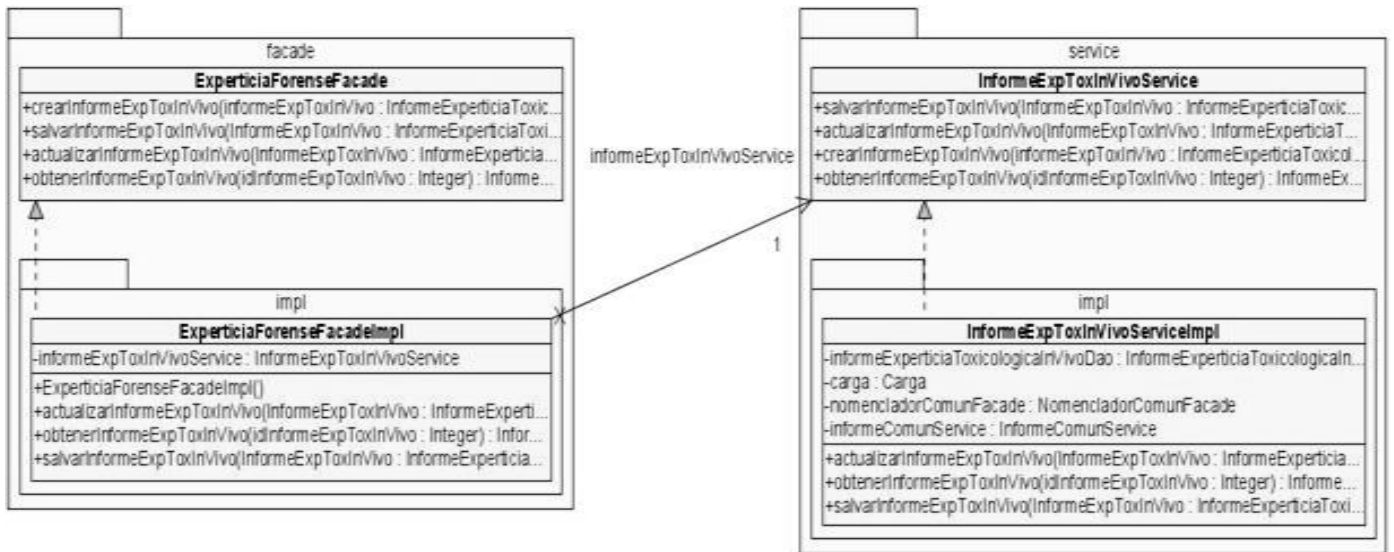 facade
ExperticiaForenseFacade
+crearInformeExpToxInVivo(informeExpToxInVivo : InformeExperticiaToxic...
+salvarInformeExpToxInVivo(InformeExpToxInVivo : InformeExperticiaToxi...
+actualizarInformeExpToxInVivo(InformeExpToxInVivo : InformeExperticia...
+obtenerInformeExpToxInVivo(idInformeExpToxInVivo : Integer) : Informe...
impl
ExperticiaForenseFacadeImpl
-informeExpToxInVivoService : InformeExpToxInVivoService
+ExperticiaForenseFacadeImpl()
+actualizarInformeExpToxInVivo(InformeExpToxInVivo : InformeExperti...
+obtenerInformeExpToxInVivo(idInformeExpToxInVivo : Integer) : Infor...
+salvarInformeExpToxInVivo(InformeExpToxInVivo : InformeExperticia...
informeExpToxInVivoService
1
service
InformeExpToxInVivoService
+salvarInformeExpToxInVivo(InformeExpToxInVivo : InformeExperticiaToxic...
+actualizarInformeExpToxInVivo(InformeExpToxInVivo : InformeExperticiaT...
+crearInformeExpToxInVivo(informeExpToxInVivo : InformeExperticiaToxicol...
+obtenerInformeExpToxInVivo(idInformeExpToxInVivo : Integer) : InformeEx...
impl
InformeExpToxInVivoServiceImpl
-informeExperticiaToxicologicaInVivoDao : InformeExperticiaToxicologicaIn...
-carga : Carga
-nomencladorComunFacade : NomencladorComunFacade
-informeComunService : InformeComunService
+actualizarInformeExpToxInVivo(InformeExpToxInVivo : InformeExperticia...
+obtenerInformeExpToxInVivo(idInformeExpToxInVivo : Integer) : Informe...
+salvarInformeExpToxInVivo(InformeExpToxInVivo : InformeExperticiaToxi...